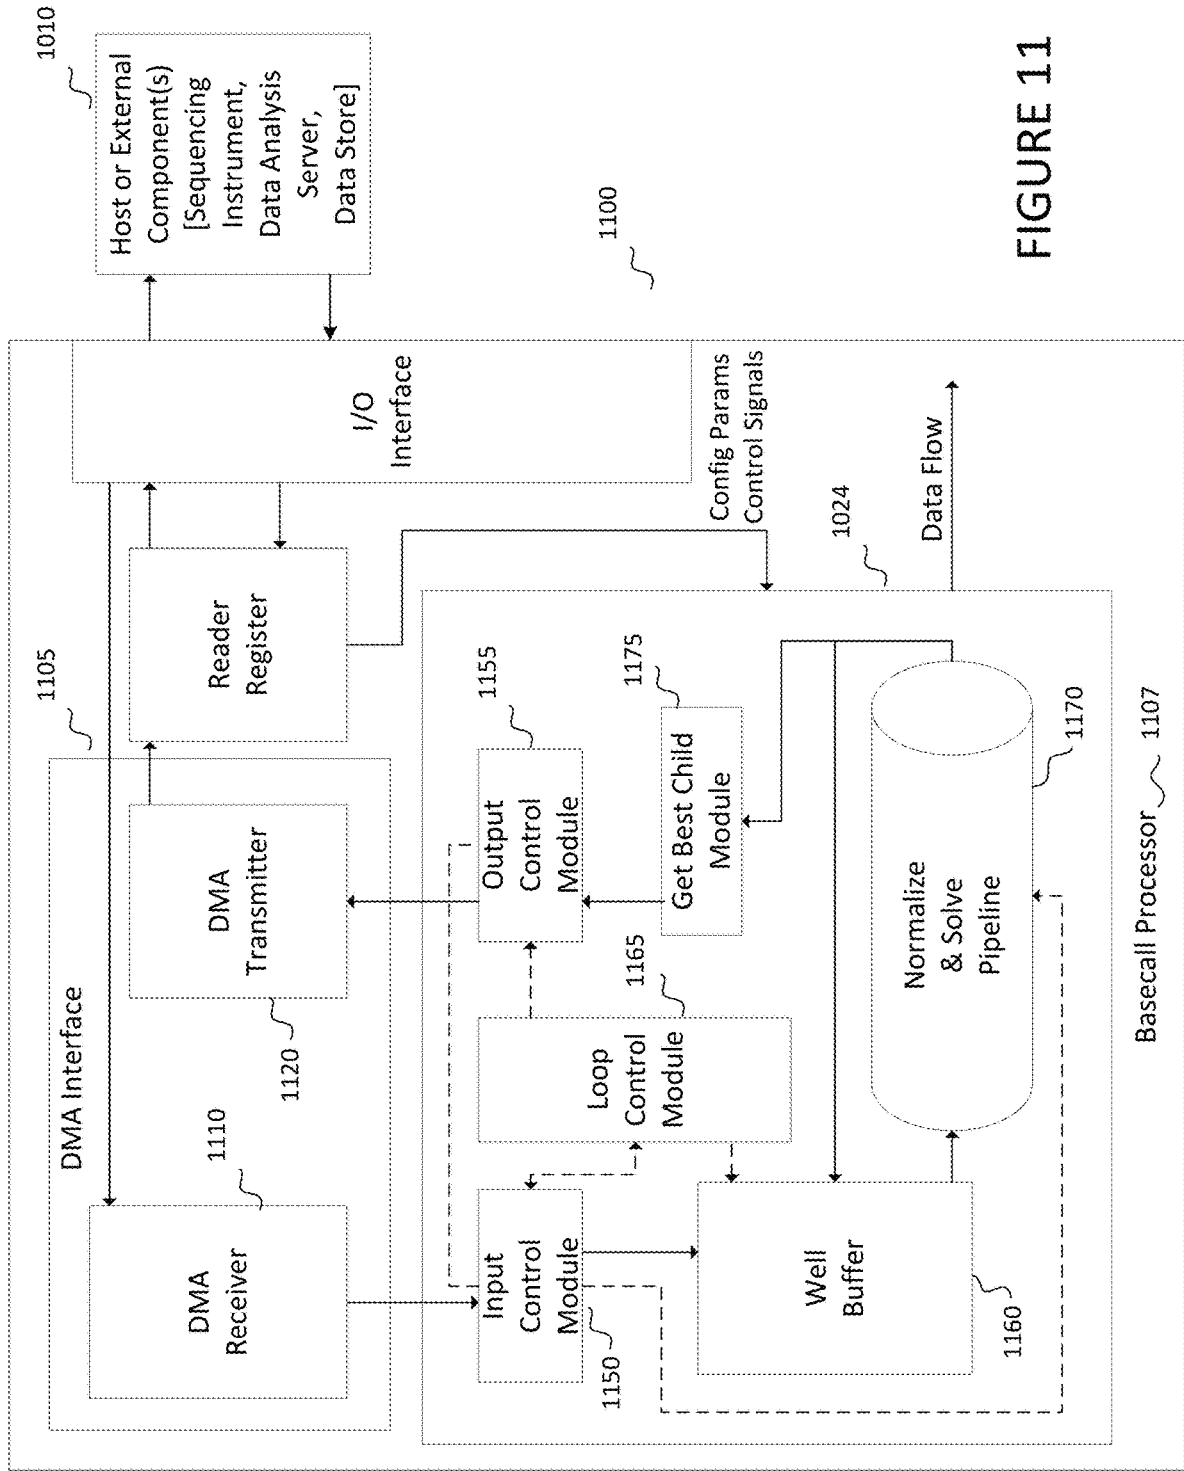 1010
Host or External
Component(s)
[Sequencing
Instrument,
Data Analysis
Server,
Data Store]
1100
I/O
Interface
Config Params
Control Signals
Reader
Register
1105
DMA Interface
DMA
Transmitter
1120
DMA
Receiver
1110
1024
Data Flow
Output
Control
Module
1155
Get Best Child
Module
1175
Loop
Control
Module
1165
Input
Control
Module
1150
Well
Buffer
1160
Normalize
& Solve
Pipeline
1170
Basecall Processor
1107
FIGURE 11